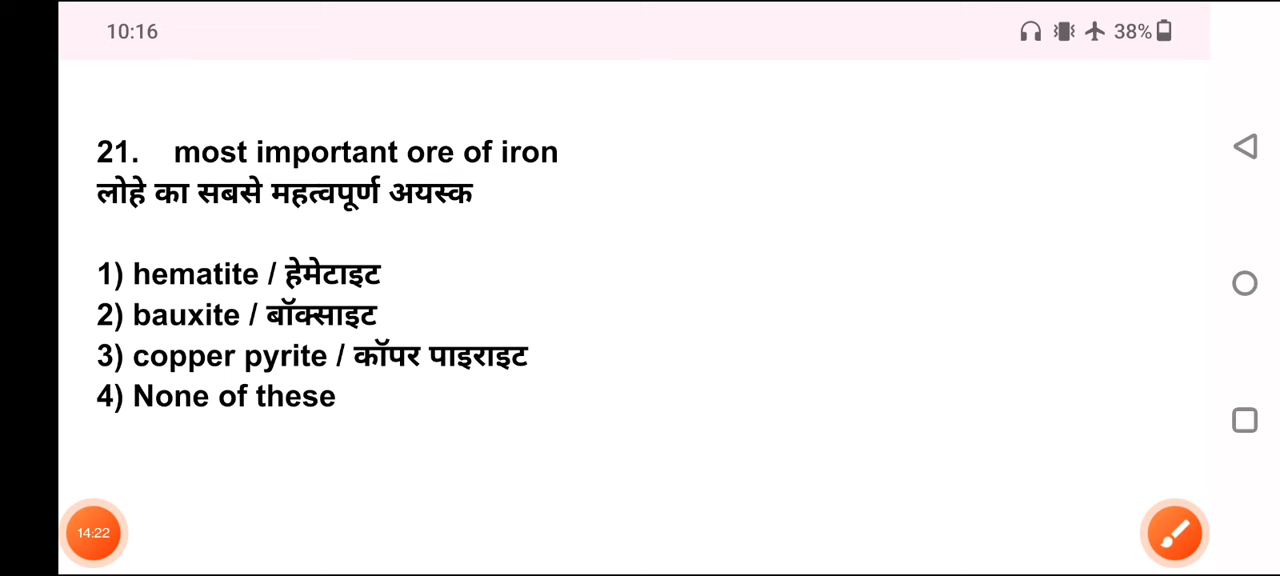 10:16
38%
21. most important ore of iron
लोहे का सबसे महत्वपूर्ण अयस्क
1) hematite / हेमेटाइट
2) bauxite / बॉक्साइट
3) copper pyrite / कॉपर पाइराइट
4) None of these
14:22